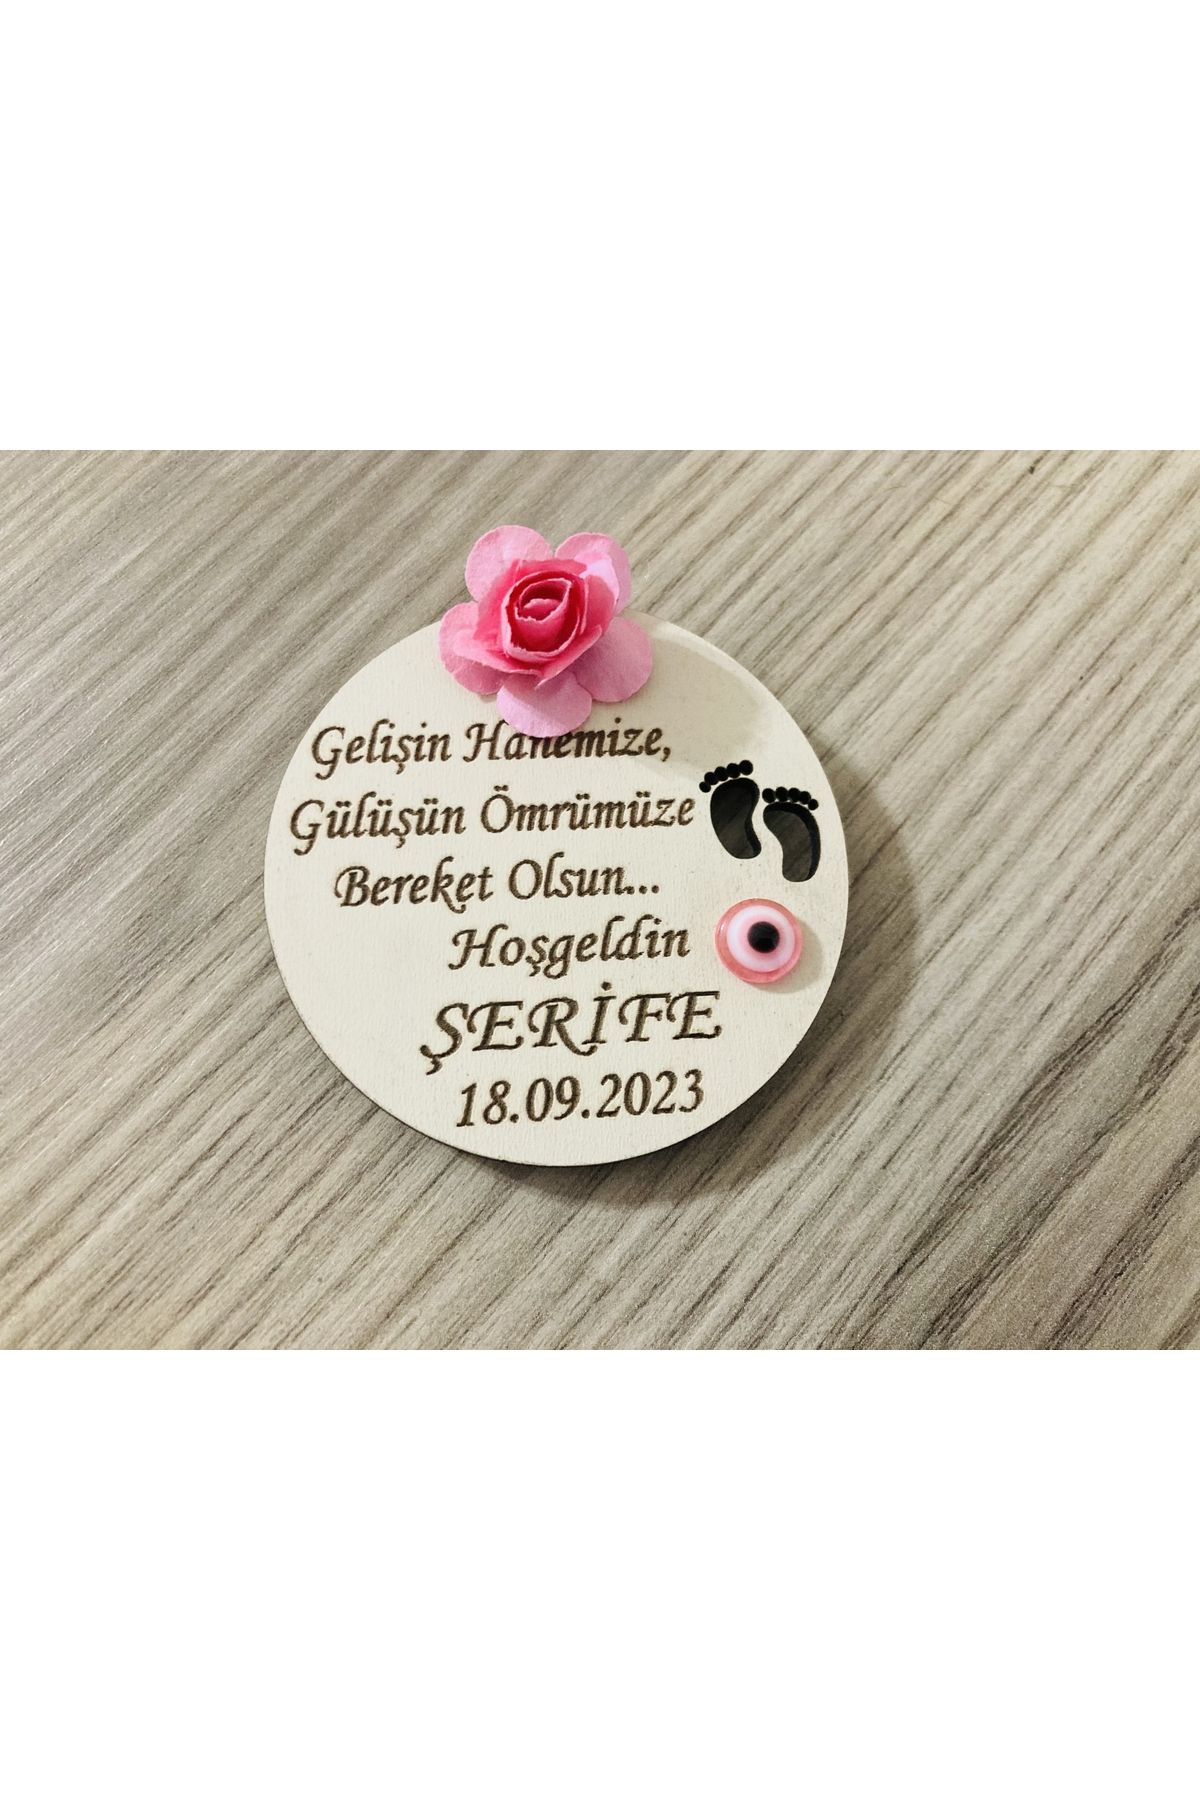 Gelişin Hanemize,
Gülüşün Ömrümüze
Bereket Olsun...
Hoşgeldin
ŞERİFE
18.09.2023